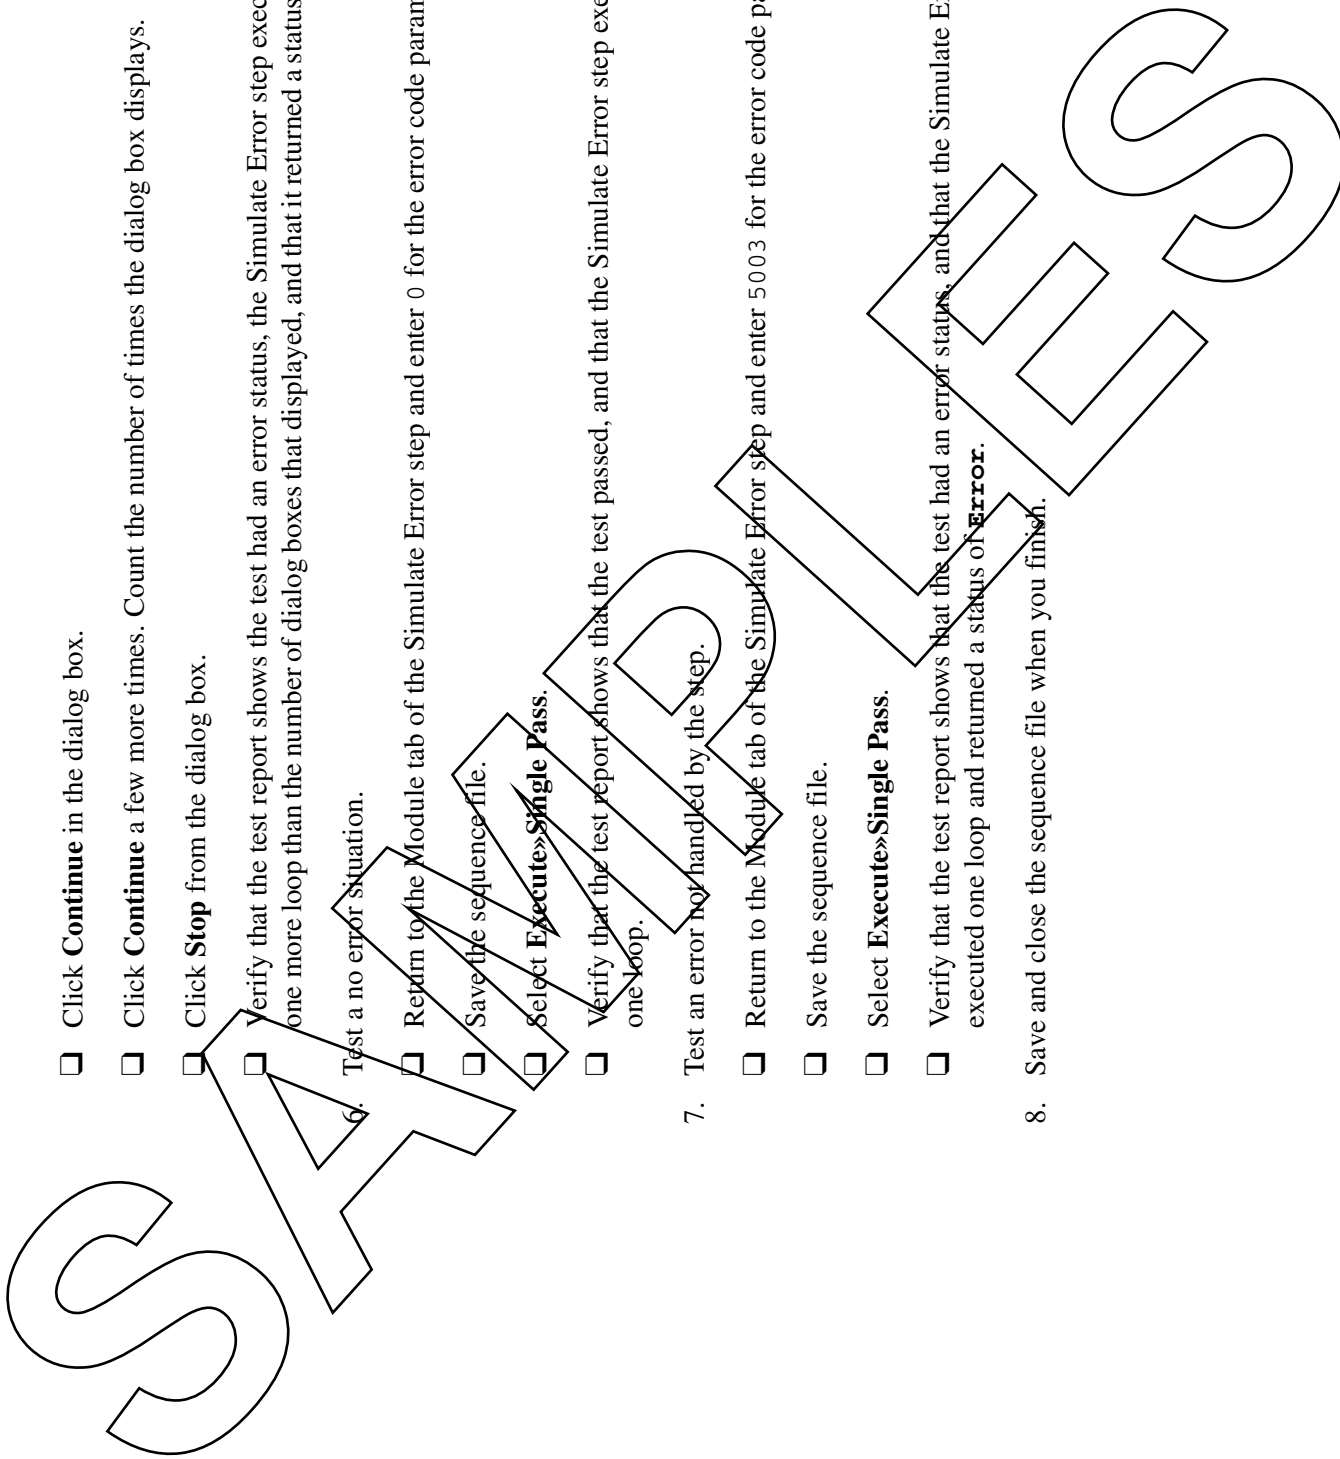 ❑ Click Continue in the dialog box.
❑ Click Continue a few more times. Count the number of times the dialog box displays.
❑ Click Stop from the dialog box.
❑ Verify that the test report shows the test had an error status, the Simulate Error step
one more loop than the number of dialog boxes that displayed, and that it returned a status
6. Test a no error situation.
❑ Return to the Module tab of the Simulate Error step and enter 0 for the error code
❑ Save the sequence file.
❑ Select Execute»Single Pass.
❑ Verify that the test report shows that the test passed, and that the Simulate Error step
one loop.
7. Test an error not handled by the step.
❑ Return to the Module tab of the Simulate Error step and enter 5003 for the error code
❑ Save the sequence file.
❑ Select Execute»Single Pass.
❑ Verify that the test report shows that the test had an error status, and that the Simulate
executed one loop and returned a status of Error.
8. Save and close the sequence file when you finish.
SAMPLES